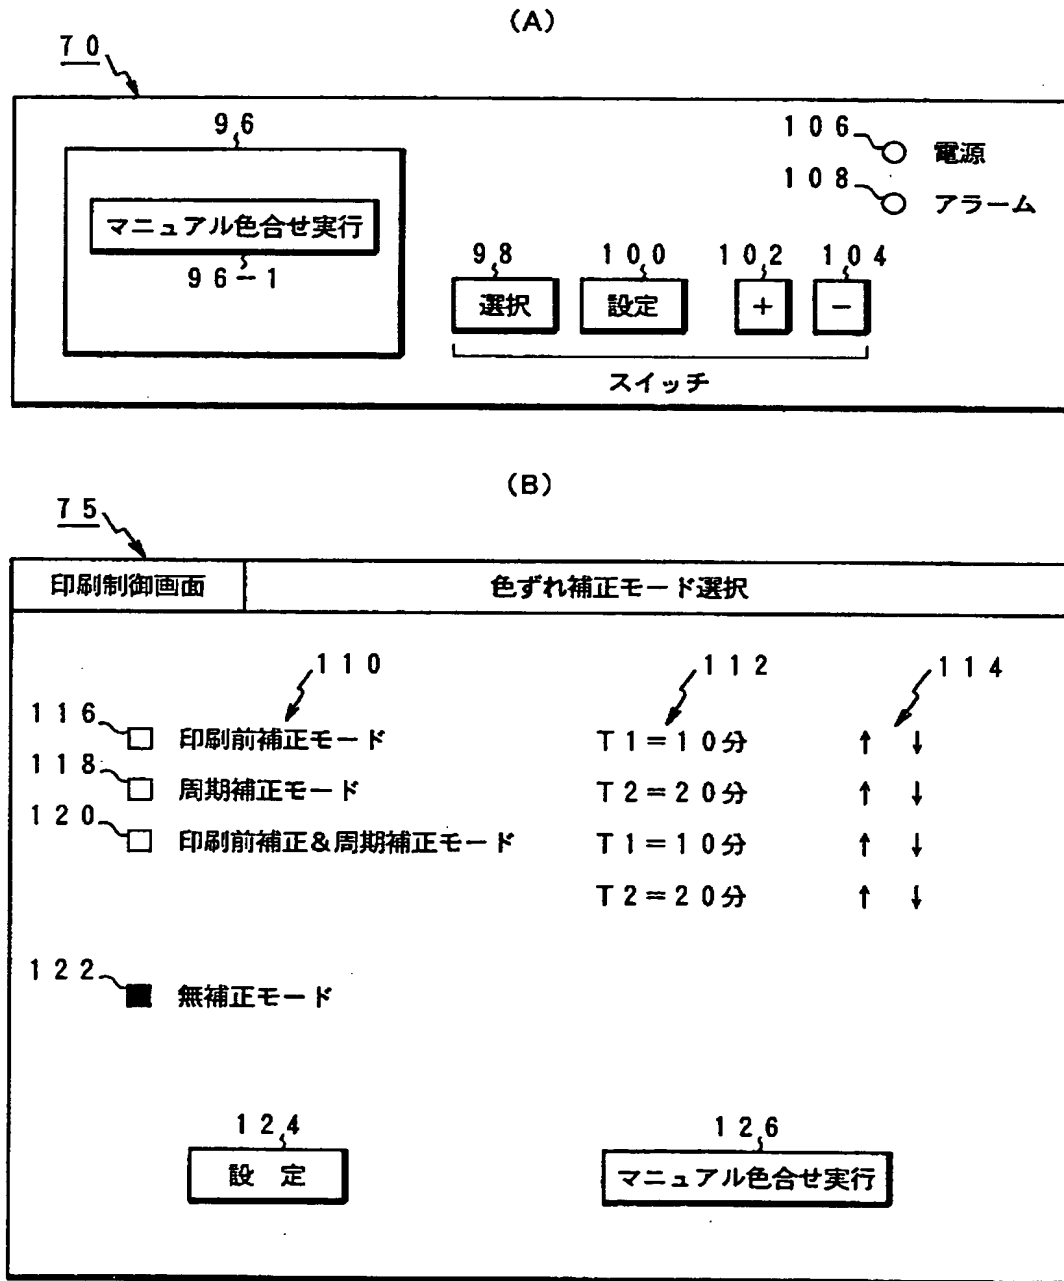 (A)
70
96
マニュアル色合せ実行
96-1
106 電源
108 アラーム
98 100 102 104
選択 設定 + -
スイッチ
(B)
75
印刷制御画面 色ずれ補正モード選択
110 112 114
116 印刷前補正モード T1=10分 ↑ ↓
118 周期補正モード T2=20分 ↑ ↓
120 印刷前補正&周期補正モード T1=10分 ↑ ↓
T2=20分 ↑ ↓
122 無補正モード
124 126
設定 マニュアル色合せ実行